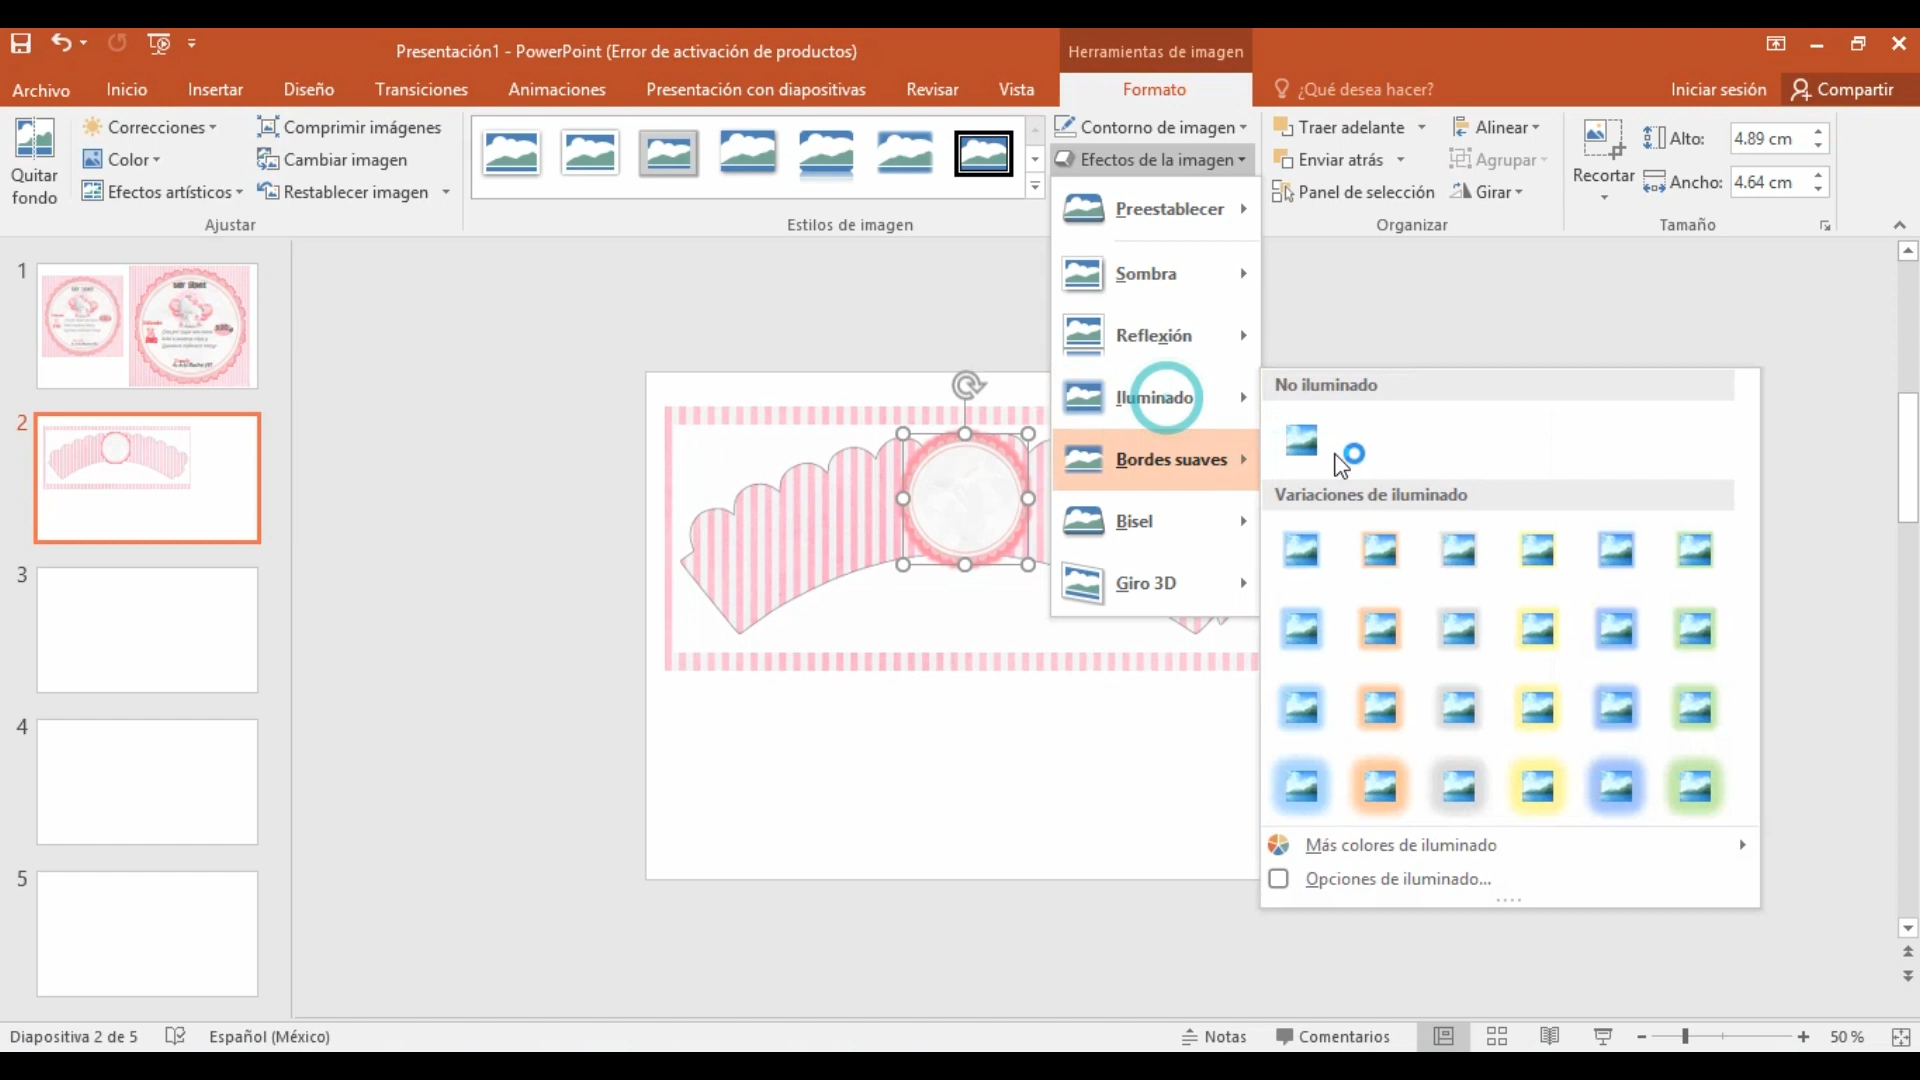 Presentación1 - PowerPoint (Error de activación de productos)
Herramientas de imagen
Archivo
Inicio
Insertar
Diseño
Transiciones
Animaciones
Presentación con diapositivas
Revisar
Vista
Formato
¿Qué desea hacer?
Iniciar sesión
Compartir
Quitar
fondo
Correcciones
Color
Efectos artísticos
Comprimir imágenes
Cambiar imagen
Restablecer imagen
Ajustar
Estilos de imagen
Contorno de imagen
Efectos de la imagen
Traer adelante
Enviar atrás
Panel de selección
Alinear
Agrupar
Girar
Organizar
Recortar
Alto:
4.89 cm
Ancho:
4.64 cm
Tamaño
Preestablecer
Sombra
Reflexión
Iluminado
Bordes suaves
Bisel
Giro 3D
No iluminado
Variaciones de iluminado
Más colores de iluminado
Opciones de iluminado...
1
2
3
4
5
Diapositiva 2 de 5
Español (México)
Notas
Comentarios
50 %